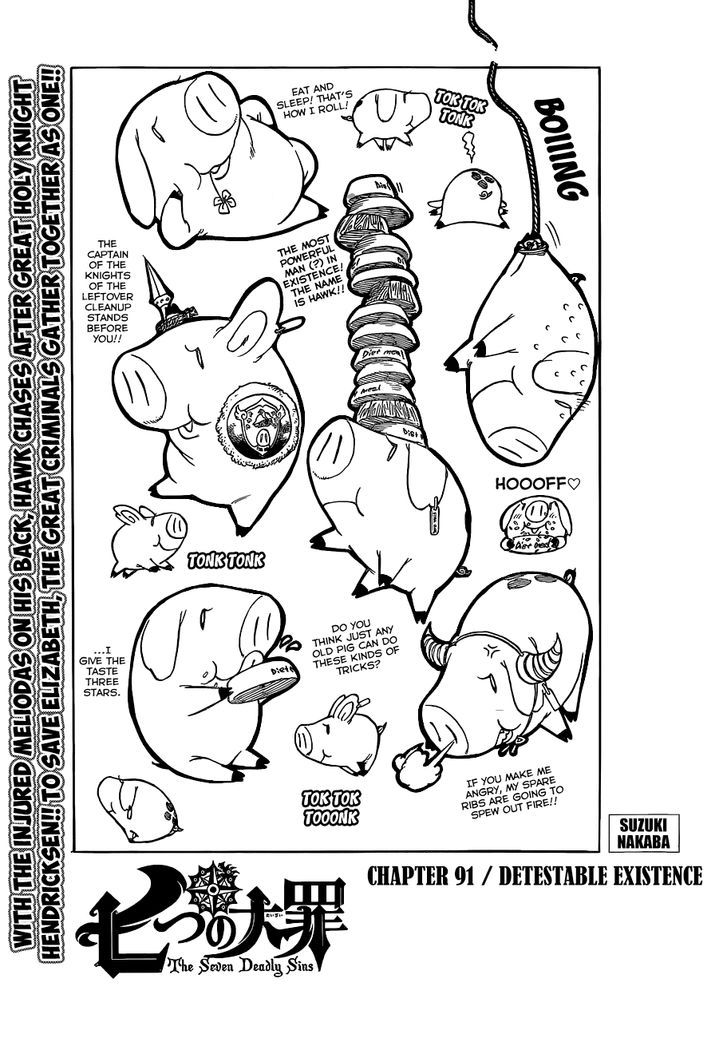 WITH THE INJURED MELIODAS ON HIS BACK, HAWK CHASES AFTER GREAT HOLY KNIGHT
HENDRICKSEN!! TO SAVE ELIZABETH, THE GREAT CRIMINALS GATHER TOGETHER AS ONE!!
EAT AND
SLEEP! THAT'S
HOW I ROLL!
TOK TOK
TONK
BOIIING
THE
CAPTAIN
OF THE
KNIGHTS
OF THE
LEFTOVER
CLEANUP
STANDS
BEFORE
YOU!!
THE MOST
POWERFUL
MAN (?) IN
EXISTENCE!
THE NAME
IS HAWK!!
Diet
Diet meal
meal
Diet
HOOOFF♡
Diet meal
TONK TONK
...I
GIVE THE
TASTE
THREE
STARS.
Diet
DO YOU
THINK JUST ANY
OLD PIG CAN DO
THESE KINDS OF
TRICKS?
TOK TOK
TOOONK
IF YOU MAKE ME
ANGRY, MY SPARE
RIBS ARE GOING TO
SPEW OUT FIRE!!
SUZUKI
NAKABA
CHAPTER 91 / DETESTABLE EXISTENCE
七つの大罪
The Seven Deadly Sins